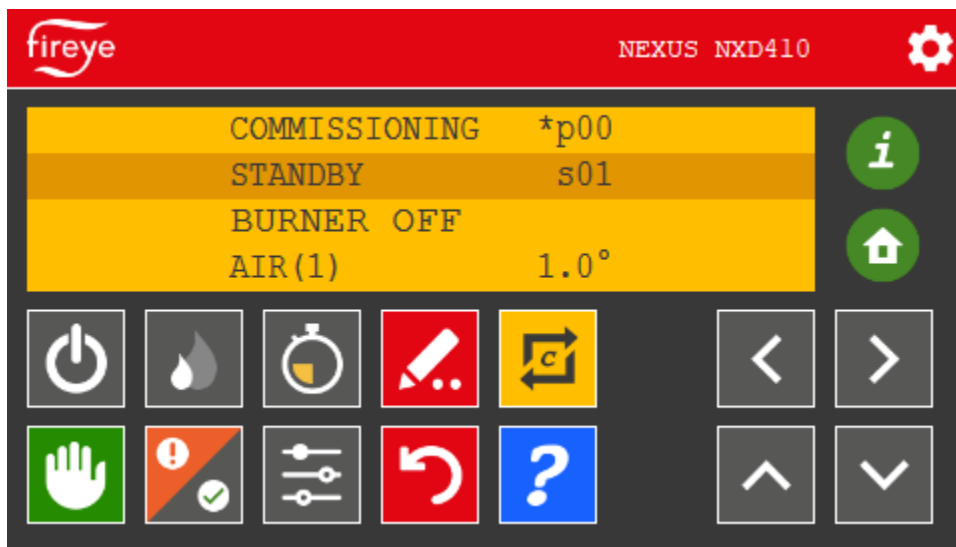 fireye
NEXUS NXD410
COMMISSIONING *p00
STANDBY s01
BURNER OFF
AIR(1) 1.0°
i
C
!
?